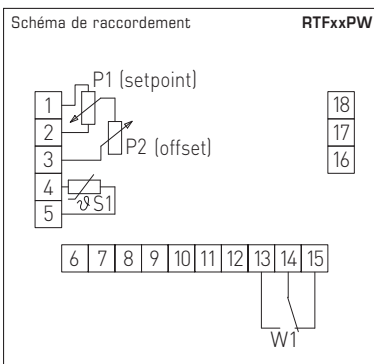 Schéma de raccordement RTFxxPW
P1 (setpoint)
1
2
3
4
5
P2 (offset)
ϑ S1
18
17
16
6 7 8 9 10 11 12 13 14 15
W1